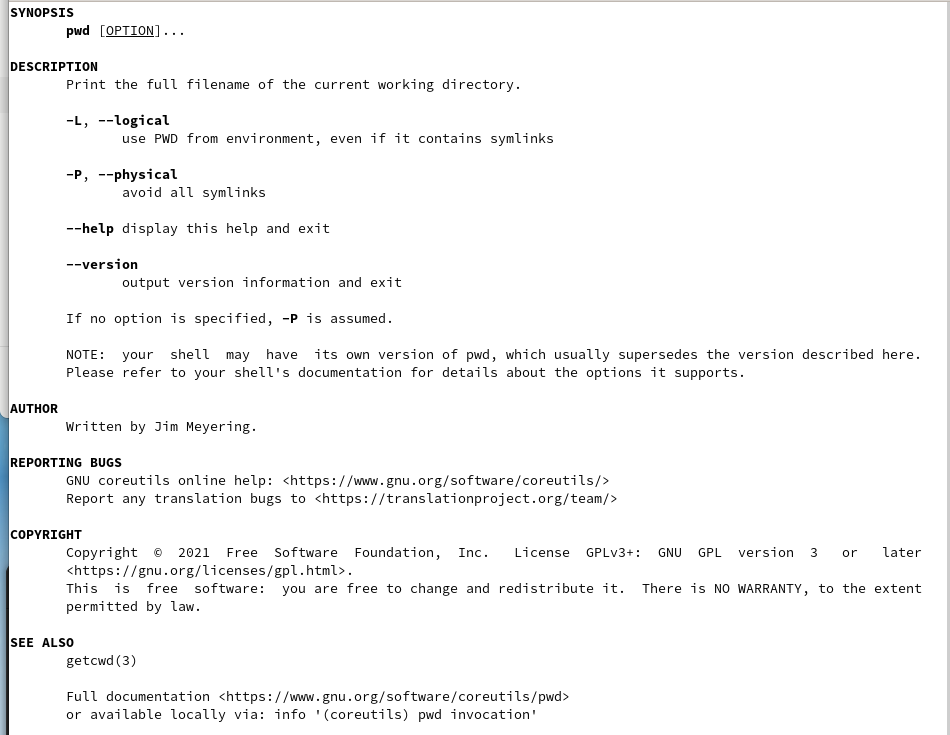 SYNOPSIS
pwd [OPTION]...
DESCRIPTION
Print the full filename of the current working directory.
-L, --logical
use PWD from environment, even if it contains symlinks
-P, --physical
avoid all symlinks
--help display this help and exit
--version
output version information and exit
If no option is specified, -P is assumed.
NOTE: your shell may have its own version of pwd, which usually supersedes the version described here.
Please refer to your shell's documentation for details about the options it supports.
AUTHOR
Written by Jim Meyering.
REPORTING BUGS
GNU coreutils online help: <https://www.gnu.org/software/coreutils/>
Report any translation bugs to <https://translationproject.org/team/>
COPYRIGHT
Copyright © 2021 Free Software Foundation, Inc. License GPLv3+: GNU GPL version 3 or later
<https://gnu.org/licenses/gpl.html>.
This is free software: you are free to change and redistribute it. There is NO WARRANTY, to the extent
permitted by law.
SEE ALSO
getcwd(3)
Full documentation <https://www.gnu.org/software/coreutils/pwd>
or available locally via: info '(coreutils) pwd invocation'